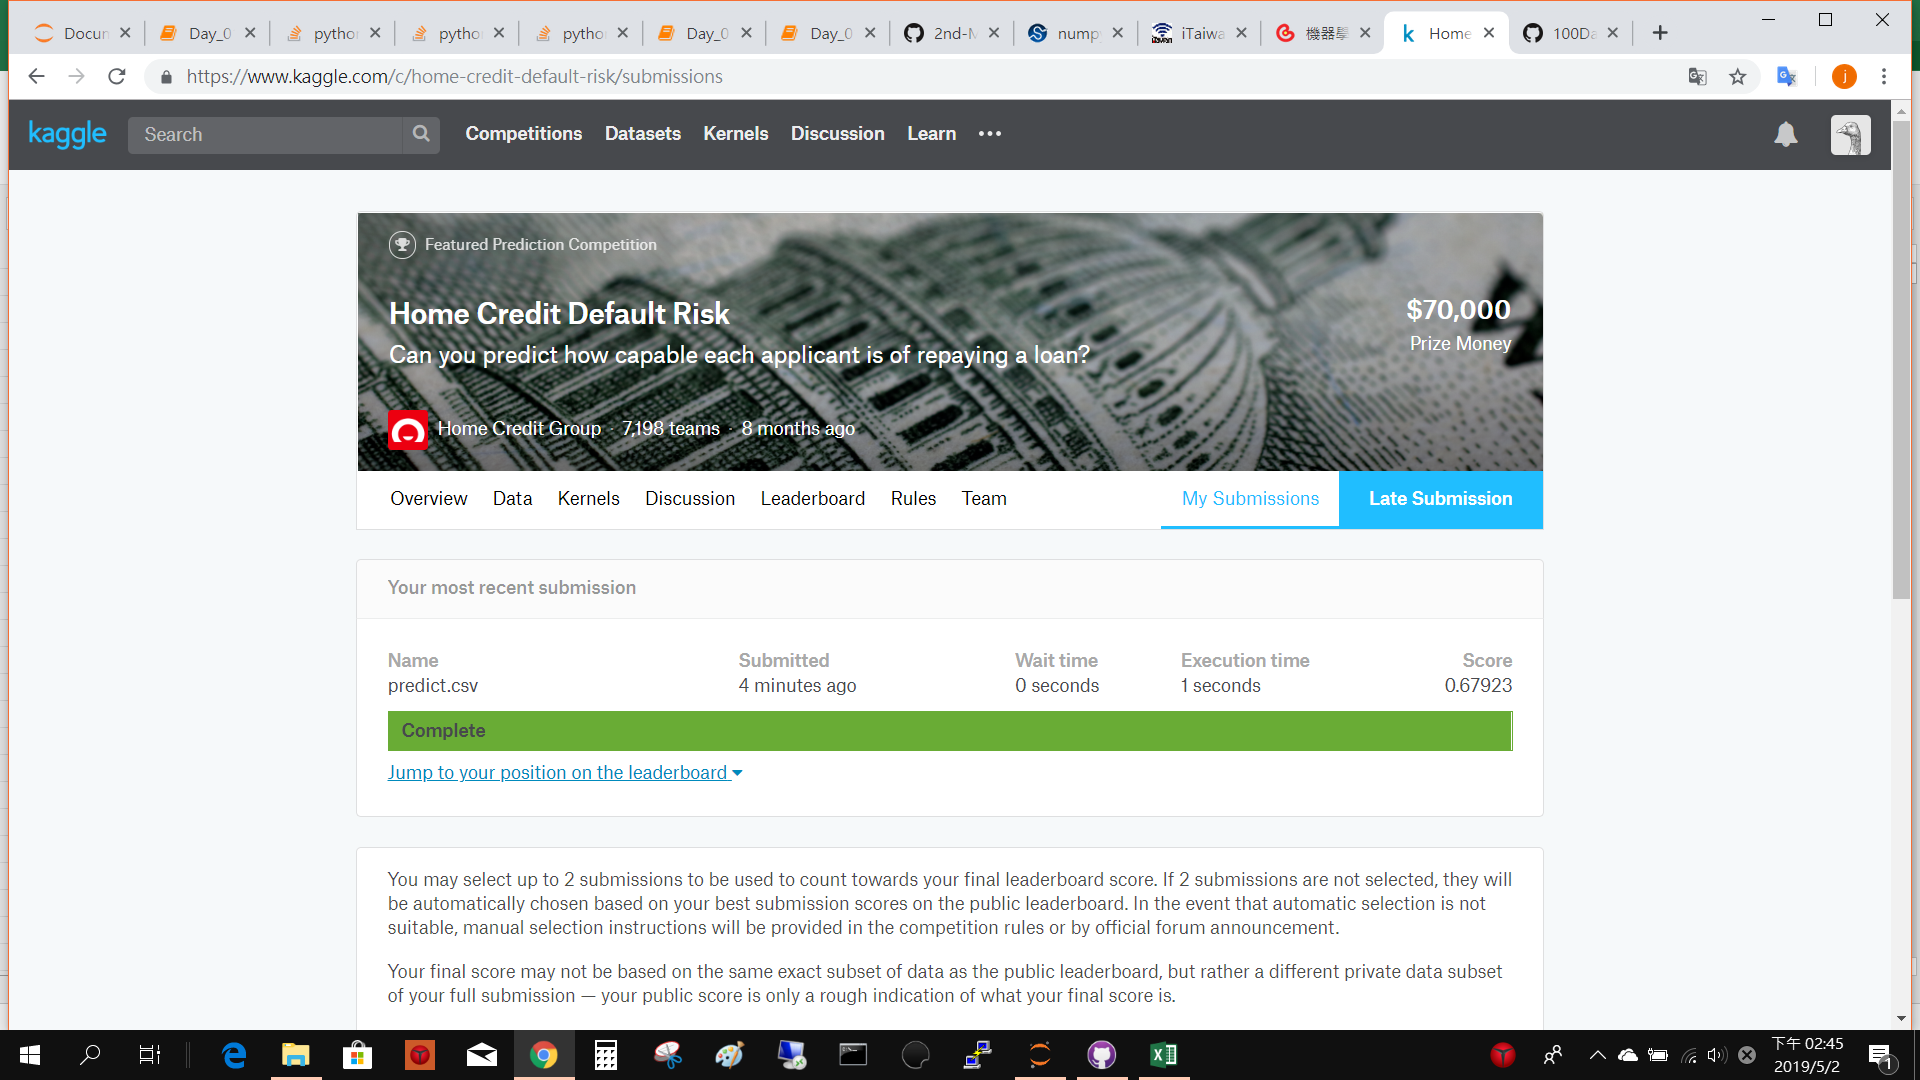 Docun
Day_0
pytho
pytho
pytho
Day_0
Day_0
2nd-M
nump
iTaiwa
機器學
Home
100Da
https://www.kaggle.com/c/home-credit-default-risk/submissions
j
kaggle
Search
Competitions Datasets Kernels Discussion Learn •••
Featured Prediction Competition
Home Credit Default Risk
Can you predict how capable each applicant is of repaying a loan?
$70,000
Prize Money
Home Credit Group · 7,198 teams · 8 months ago
Overview Data Kernels Discussion Leaderboard Rules Team My Submissions Late Submission
Your most recent submission
Name Submitted Wait time Execution time Score
predict.csv 4 minutes ago 0 seconds 1 seconds 0.67923
Complete
Jump to your position on the leaderboard
You may select up to 2 submissions to be used to count towards your final leaderboard score. If 2 submissions are not selected, they will
be automatically chosen based on your best submission scores on the public leaderboard. In the event that automatic selection is not
suitable, manual selection instructions will be provided in the competition rules or by official forum announcement.
Your final score may not be based on the same exact subset of data as the public leaderboard, but rather a different private data subset
of your full submission — your public score is only a rough indication of what your final score is.
下午 02:45
2019/5/2
1